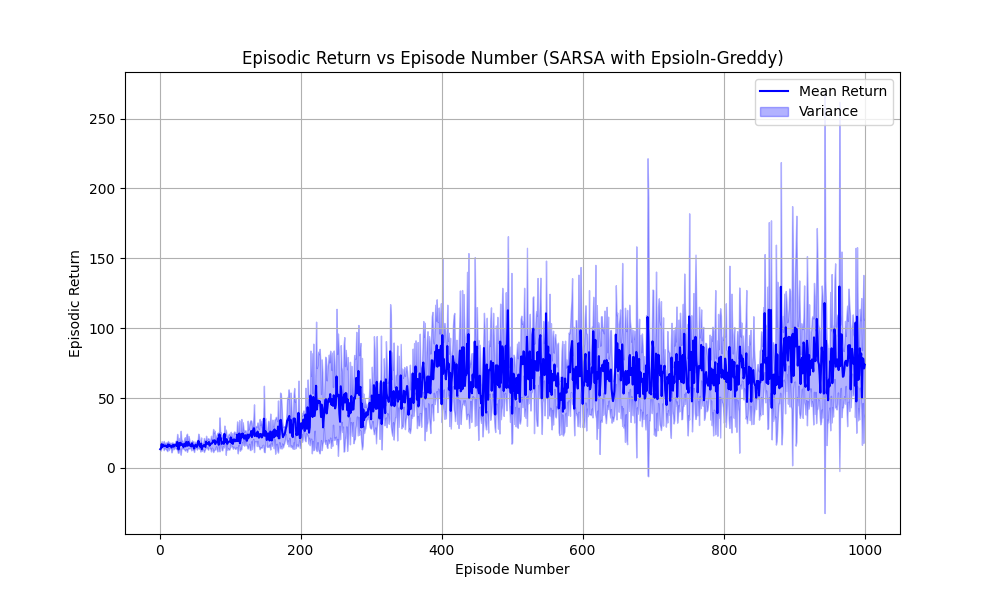 Episodic Return vs Episode Number (SARSA with Epsioln-Greddy)
Mean Return
Variance
250
200
150
100
50
0
Episodic Return
0
200
400
600
800
1000
Episode Number